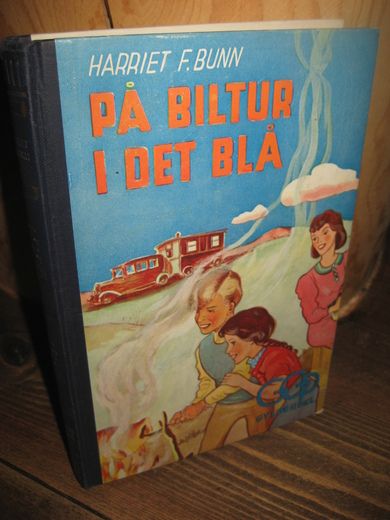 HARRIET F. BUNN
PÅ BILTUR
I DET BLÅ